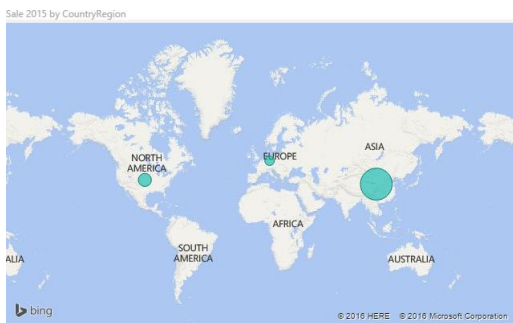 Sale 2015 by CountryRegion
NORTH
AMERICA
EUROPE
ASIA
AFRICA
SOUTH
AMERICA
ALIA
AUSTRALIA
bing
© 2016 HERE © 2016 Microsoft Corporation